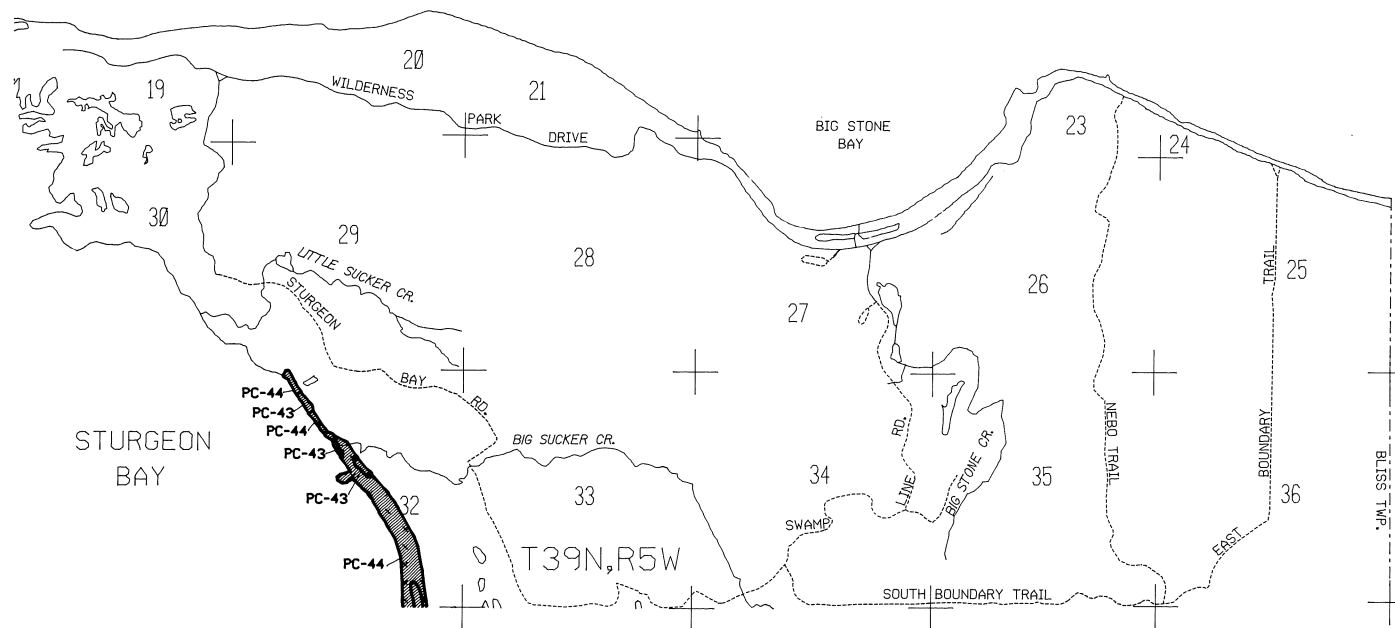 20
19
WILDERNESS
21
PARK
DRIVE
BIG STONE
BAY
23
24
30
29
28
LITTLE SUCKER CR.
STURGEON
27
26
TRAIL
25
BAY
RD.
PC-44
PC-43
PC-44
PC-43
PC-43
PC-44
STURGEON
BAY
BIG SUCKER CR.
32
33
T39N,R5W
34
SWAMP
LINE
RD.
BIG STONE CR.
35
NEBO TRAIL
BOUNDARY
36
EAST
BLISS TWP.
SOUTH BOUNDARY TRAIL